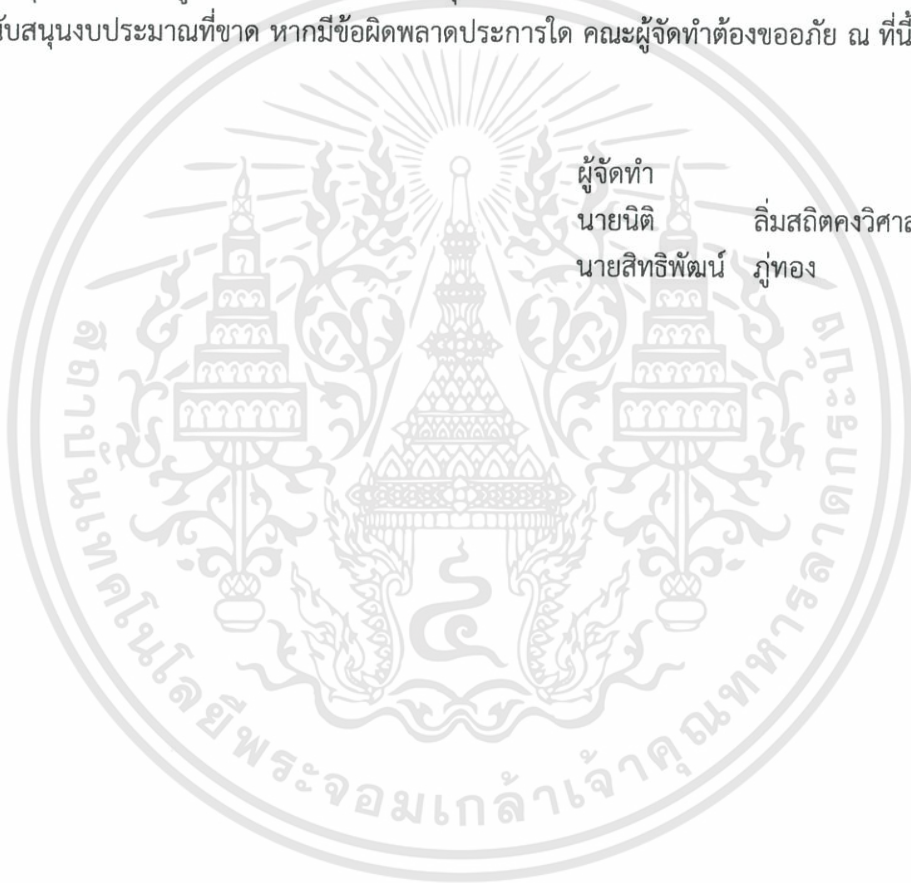 สนับสนุนงบประมาณที่ขาด หากมีข้อผิดพลาดประการใด คณะผู้จัดทำต้องขออภัย ณ ที่นี้
ผู้จัดทำ
นายนิติ ลิ่มสถิตคงวิศาล
นายสิทธิพัฒน์ ภู่ทอง
สถาบันเทคโนโลยีพระจอมเกล้าเจ้าคุณทหารลาดกระบัง